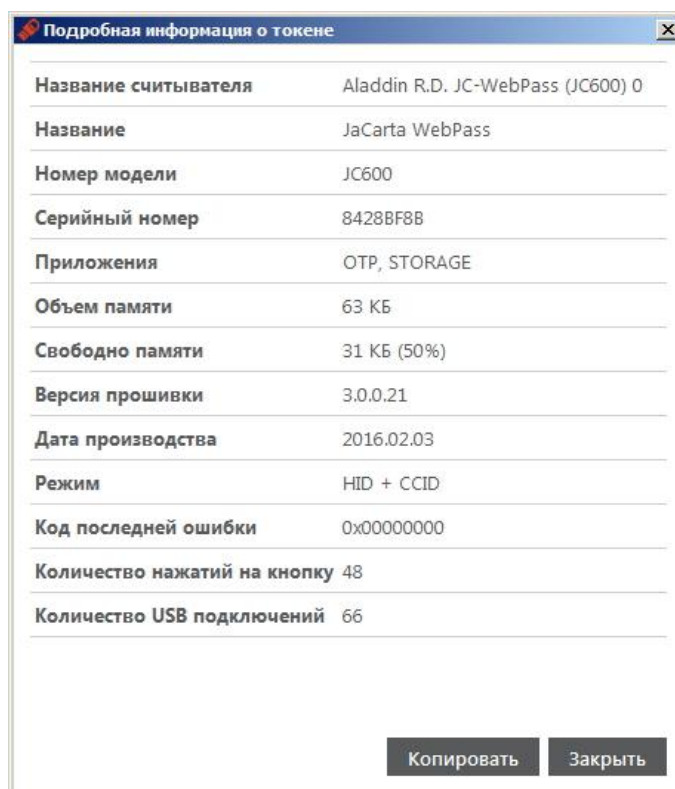 Подробная информация о токене
Название считывателя Aladdin R.D. JC-WebPass (JC600) 0
Название JaCarta WebPass
Номер модели JC600
Серийный номер 8428BF8B
Приложения OTP, STORAGE
Объем памяти 63 КБ
Свободно памяти 31 КБ (50%)
Версия прошивки 3.0.0.21
Дата производства 2016.02.03
Режим HID + CCID
Код последней ошибки 0x00000000
Количество нажатий на кнопку 48
Количество USB подключений 66
Копировать Закрыть